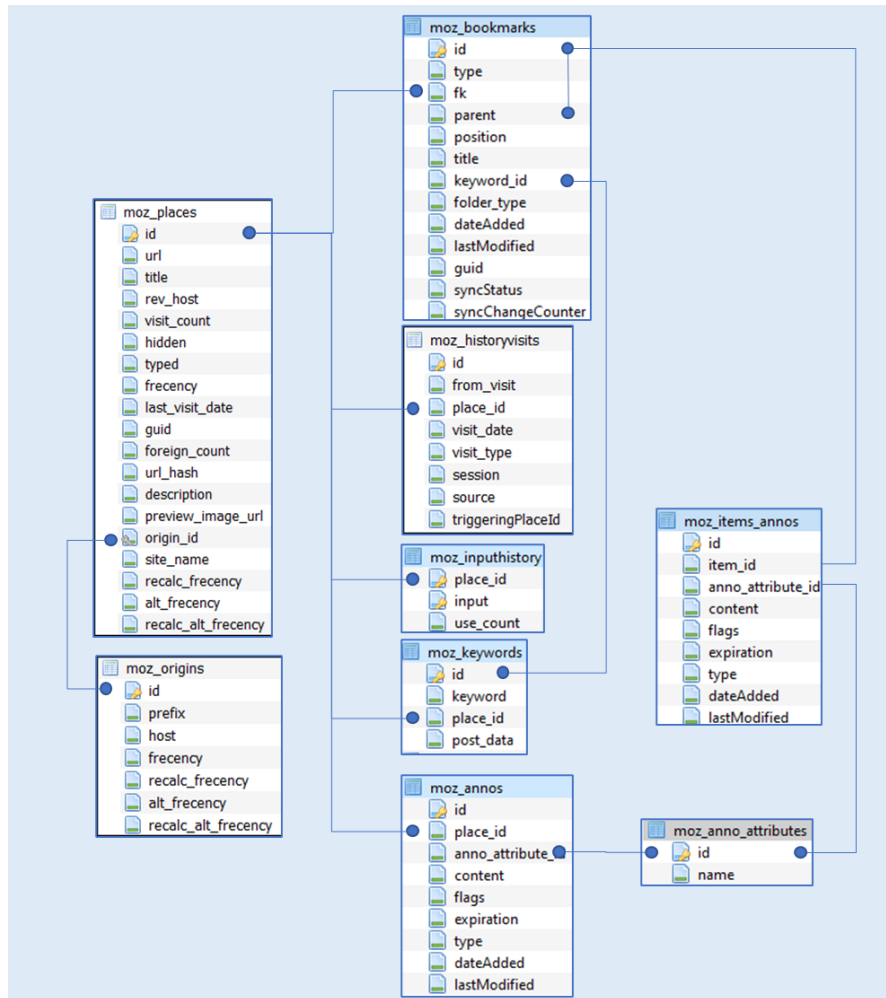 moz_bookmarks
id
type
fk
parent
position
title
keyword_id
folder_type
dateAdded
lastModified
guid
syncStatus
syncChangeCounter
moz_places
id
url
title
rev_host
visit_count
hidden
typed
frecency
last_visit_date
guid
foreign_count
url_hash
description
preview_image_url
origin_id
site_name
recalc_frecency
alt_frecency
recalc_alt_frecency
moz_historyvisits
id
from_visit
place_id
visit_date
visit_type
session
source
triggeringPlaceId
moz_inputhistory
place_id
input
use_count
moz_keywords
id
keyword
place_id
post_data
moz_items_annos
id
item_id
anno_attribute_id
content
flags
expiration
type
dateAdded
lastModified
moz_origins
id
prefix
host
frecency
recalc_frecency
alt_frecency
recalc_alt_frecency
moz_annos
id
place_id
anno_attribute_
content
flags
expiration
type
dateAdded
lastModified
moz_anno_attributes
id
name